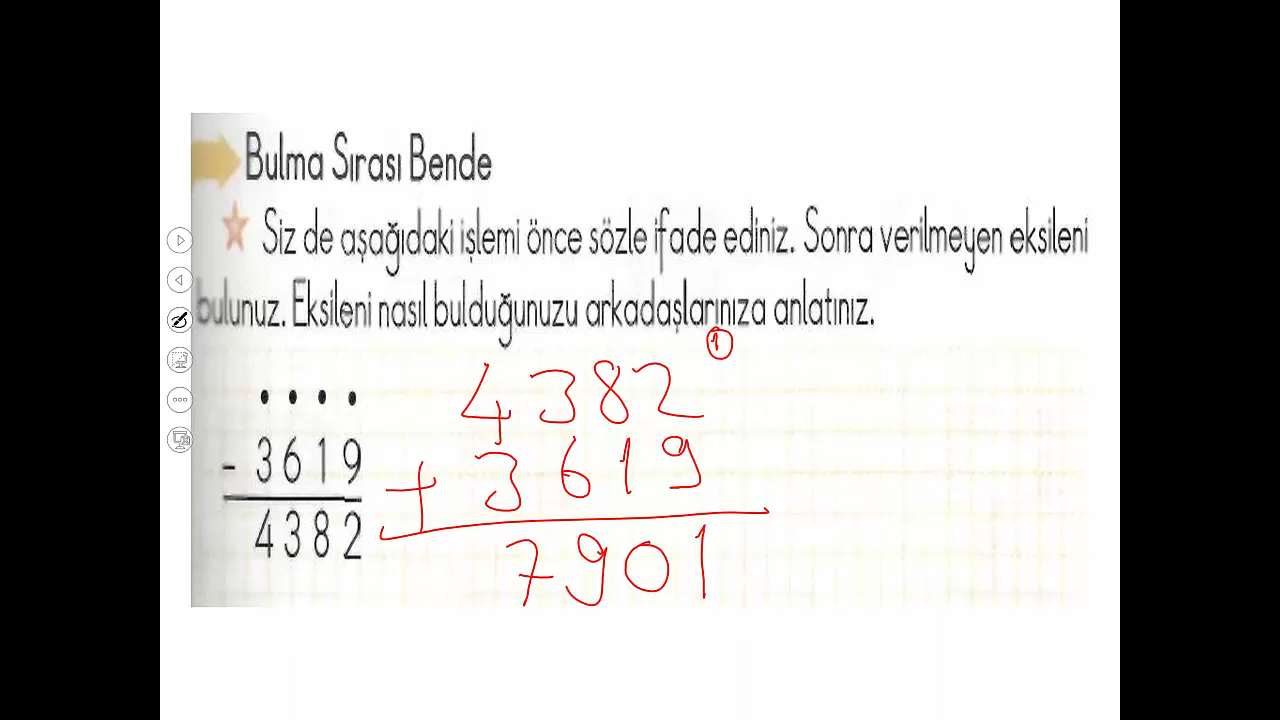 Bulma Sırası Bende
Siz de aşağıdaki işlemi önce sözle ifade ediniz. Sonra verilmeyen eksileni
bulunuz. Eksileni nasıl bulduğunuzu arkadaşlarınıza anlatınız.
1
. . . .
- 3619
4382
4382
+ 3619
7901